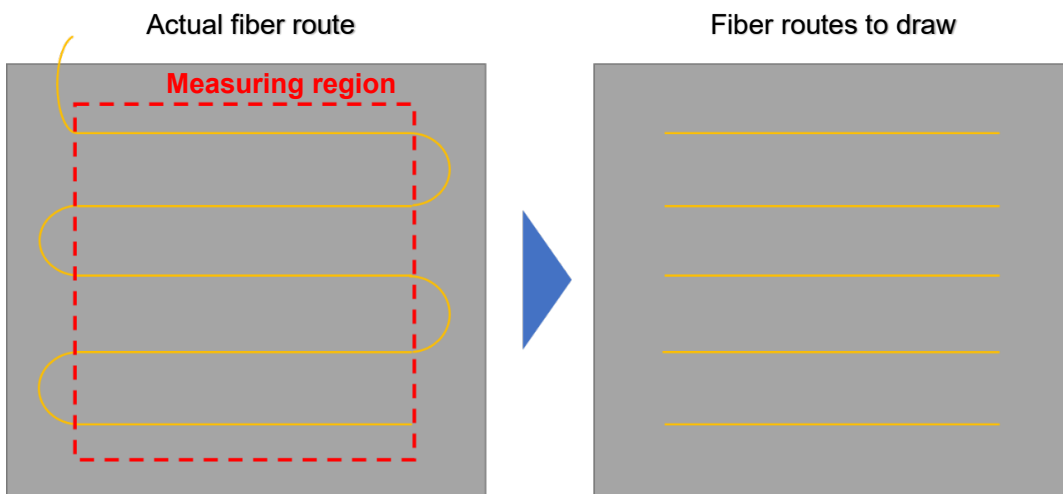 Actual fiber route
Fiber routes to draw
Measuring region